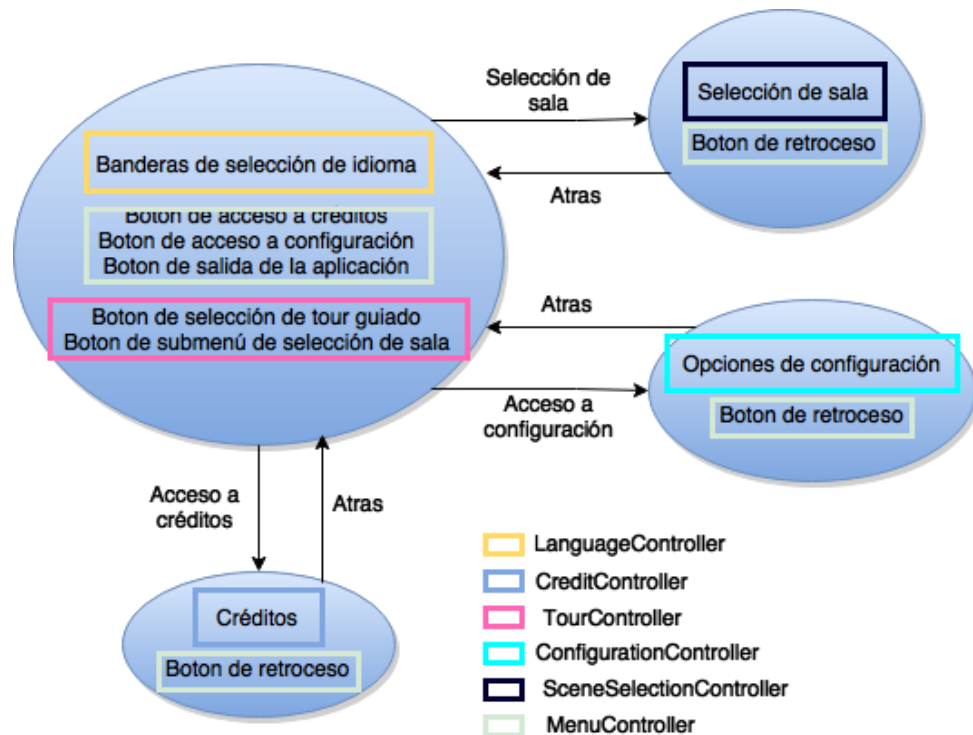 Banderas de selección de idioma
Boton de acceso a créditos
Boton de acceso a configuración
Boton de salida de la aplicación
Boton de selección de tour guiado
Boton de submenú de selección de sala
Selección de
sala
Atras
Selección de sala
Boton de retroceso
Atras
Acceso a
configuración
Opciones de configuración
Boton de retroceso
Acceso a
créditos
Atras
Créditos
Boton de retroceso
LanguageController
CreditController
TourController
ConfigurationController
SceneSelectionController
MenuController